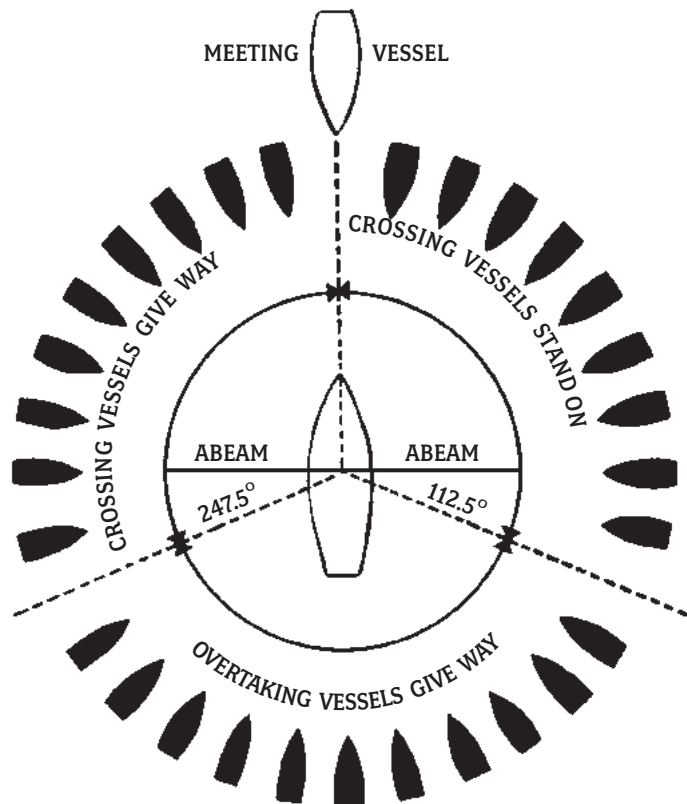 MEETING VESSEL
CROSSING VESSELS GIVE WAY
CROSSING VESSELS STAND ON
ABEAM ABEAM
247.5° 112.5°
OVERTAKING VESSELS GIVE WAY